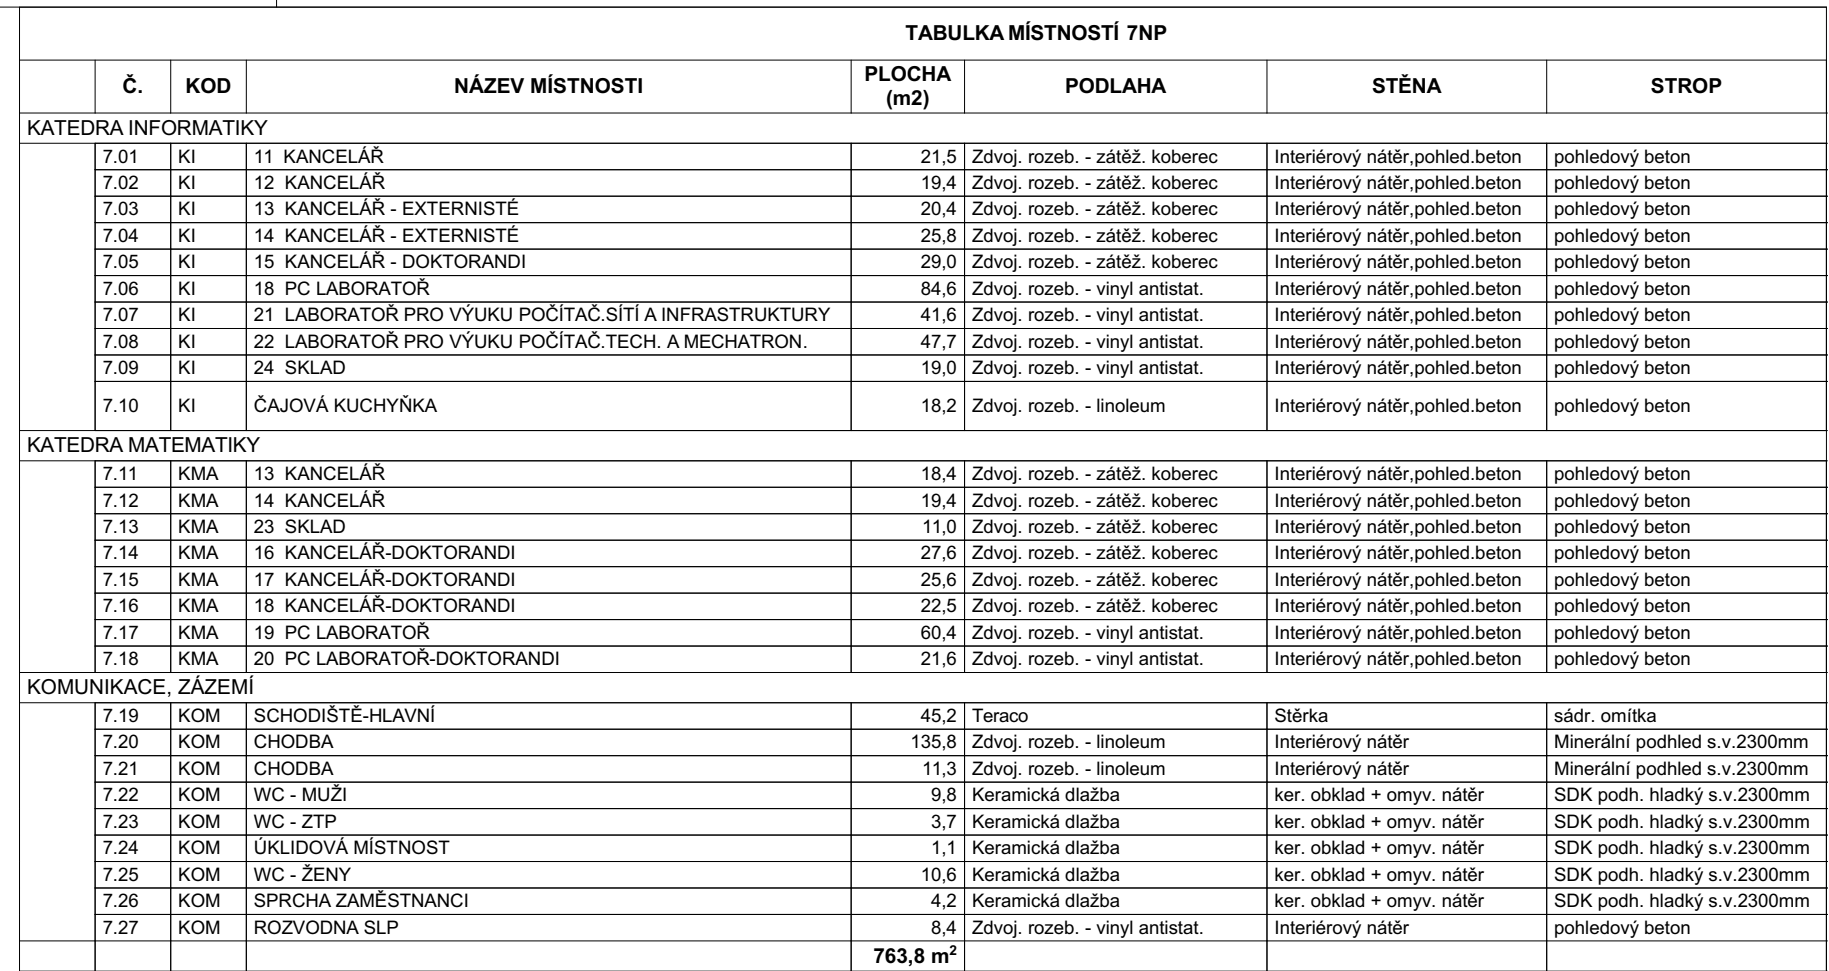 TABULKA MÍSTNOSTÍ 7NP
Č. KOD NÁZEV MÍSTNOSTI PLOCHA (m2) PODLAHA STĚNA STROP
KATEDRA INFORMATIKY
7.01 KI 11 KANCELÁŘ 21,5 Zdvoj. rozeb. - zátěž. koberec Interiérový nátěr,pohled.beton pohledový beton
7.02 KI 12 KANCELÁŘ 19,4 Zdvoj. rozeb. - zátěž. koberec Interiérový nátěr,pohled.beton pohledový beton
7.03 KI 13 KANCELÁŘ - EXTERNISTÉ 20,4 Zdvoj. rozeb. - zátěž. koberec Interiérový nátěr,pohled.beton pohledový beton
7.04 KI 14 KANCELÁŘ - EXTERNISTÉ 25,8 Zdvoj. rozeb. - zátěž. koberec Interiérový nátěr,pohled.beton pohledový beton
7.05 KI 15 KANCELÁŘ - DOKTORANDI 29,0 Zdvoj. rozeb. - zátěž. koberec Interiérový nátěr,pohled.beton pohledový beton
7.06 KI 18 PC LABORATOŘ 84,6 Zdvoj. rozeb. - vinyl antistat. Interiérový nátěr,pohled.beton pohledový beton
7.07 KI 21 LABORATOŘ PRO VÝUKU POČÍTAČ.SÍTÍ A INFRASTRUKTURY 41,6 Zdvoj. rozeb. - vinyl antistat. Interiérový nátěr,pohled.beton pohledový beton
7.08 KI 22 LABORATOŘ PRO VÝUKU POČÍTAČ.TECH. A MECHATRON. 47,7 Zdvoj. rozeb. - vinyl antistat. Interiérový nátěr,pohled.beton pohledový beton
7.09 KI 24 SKLAD 19,0 Zdvoj. rozeb. - vinyl antistat. Interiérový nátěr,pohled.beton pohledový beton
7.10 KI ČAJOVÁ KUCHYŇKA 18,2 Zdvoj. rozeb. - linoleum Interiérový nátěr,pohled.beton pohledový beton
KATEDRA MATEMATIKY
7.11 KMA 13 KANCELÁŘ 18,4 Zdvoj. rozeb. - zátěž. koberec Interiérový nátěr,pohled.beton pohledový beton
7.12 KMA 14 KANCELÁŘ 19,4 Zdvoj. rozeb. - zátěž. koberec Interiérový nátěr,pohled.beton pohledový beton
7.13 KMA 23 SKLAD 11,0 Zdvoj. rozeb. - zátěž. koberec Interiérový nátěr,pohled.beton pohledový beton
7.14 KMA 16 KANCELÁŘ-DOKTORANDI 27,6 Zdvoj. rozeb. - zátěž. koberec Interiérový nátěr,pohled.beton pohledový beton
7.15 KMA 17 KANCELÁŘ-DOKTORANDI 25,6 Zdvoj. rozeb. - zátěž. koberec Interiérový nátěr,pohled.beton pohledový beton
7.16 KMA 18 KANCELÁŘ-DOKTORANDI 22,5 Zdvoj. rozeb. - zátěž. koberec Interiérový nátěr,pohled.beton pohledový beton
7.17 KMA 19 PC LABORATOŘ 60,4 Zdvoj. rozeb. - vinyl antistat. Interiérový nátěr,pohled.beton pohledový beton
7.18 KMA 20 PC LABORATOŘ-DOKTORANDI 21,6 Zdvoj. rozeb. - vinyl antistat. Interiérový nátěr,pohled.beton pohledový beton
KOMUNIKACE, ZÁZEMÍ
7.19 KOM SCHODIŠTĚ-HLAVNÍ 45,2 Teraco Stěrka sádr. omítka
7.20 KOM CHODBA 135,8 Zdvoj. rozeb. - linoleum Interiérový nátěr Minerální podhled s.v.2300mm
7.21 KOM CHODBA 11,3 Zdvoj. rozeb. - linoleum Interiérový nátěr Minerální podhled s.v.2300mm
7.22 KOM WC - MUŽI 9,8 Keramická dlažba ker. obklad + omyv. nátěr SDK podh. hladký s.v.2300mm
7.23 KOM WC - ZTP 3,7 Keramická dlažba ker. obklad + omyv. nátěr SDK podh. hladký s.v.2300mm
7.24 KOM ÚKLIDOVÁ MÍSTNOST 1,1 Keramická dlažba ker. obklad + omyv. nátěr SDK podh. hladký s.v.2300mm
7.25 KOM WC - ŽENY 10,6 Keramická dlažba ker. obklad + omyv. nátěr SDK podh. hladký s.v.2300mm
7.26 KOM SPRCHA ZAMĚSTNANCI 4,2 Keramická dlažba ker. obklad + omyv. nátěr SDK podh. hladký s.v.2300mm
7.27 KOM ROZVODNA SLP 8,4 Zdvoj. rozeb. - vinyl antistat. Interiérový nátěr pohledový beton
763,8 m²